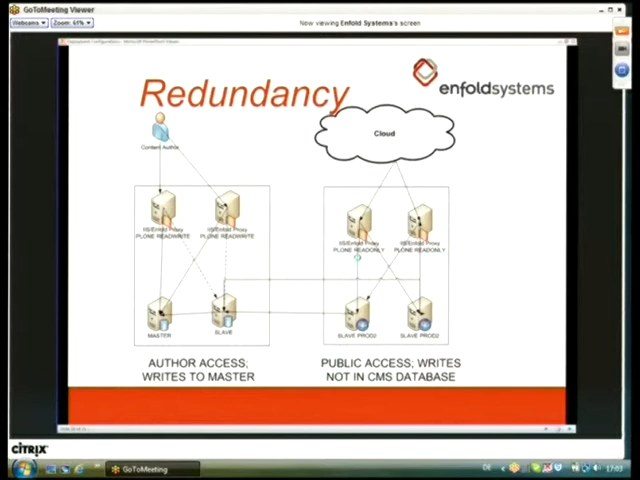 GoToMeeting Viewer
Webcams
Zoom: 61%
Now viewing Enfold Systems's screen
Redundancy
enfoldsystems
Content Author
Cloud
IIS/Enfold Proxy
PLONE READWRITE
IIS/Enfold Proxy
PLONE READWRITE
IIS/Enfold Proxy
PLONE READONLY
IIS/Enfold Proxy
PLONE READONLY
MASTER
SLAVE
SLAVE PROD2
SLAVE PROD2
AUTHOR ACCESS;
WRITES TO MASTER
PUBLIC ACCESS; WRITES
NOT IN CMS DATABASE
CITRIX
GoToMeeting
DE
17:03